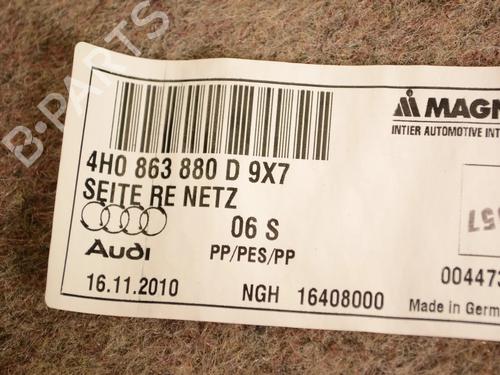 B-PARTS
MAGN
INTIER AUTOMOTIVE INT
4H0 863 880 D 9X7
SEITE RE NETZ
06 S
Audi
PP/PES/PP
57
16.11.2010
NGH 16408000
00447
Made in Germ